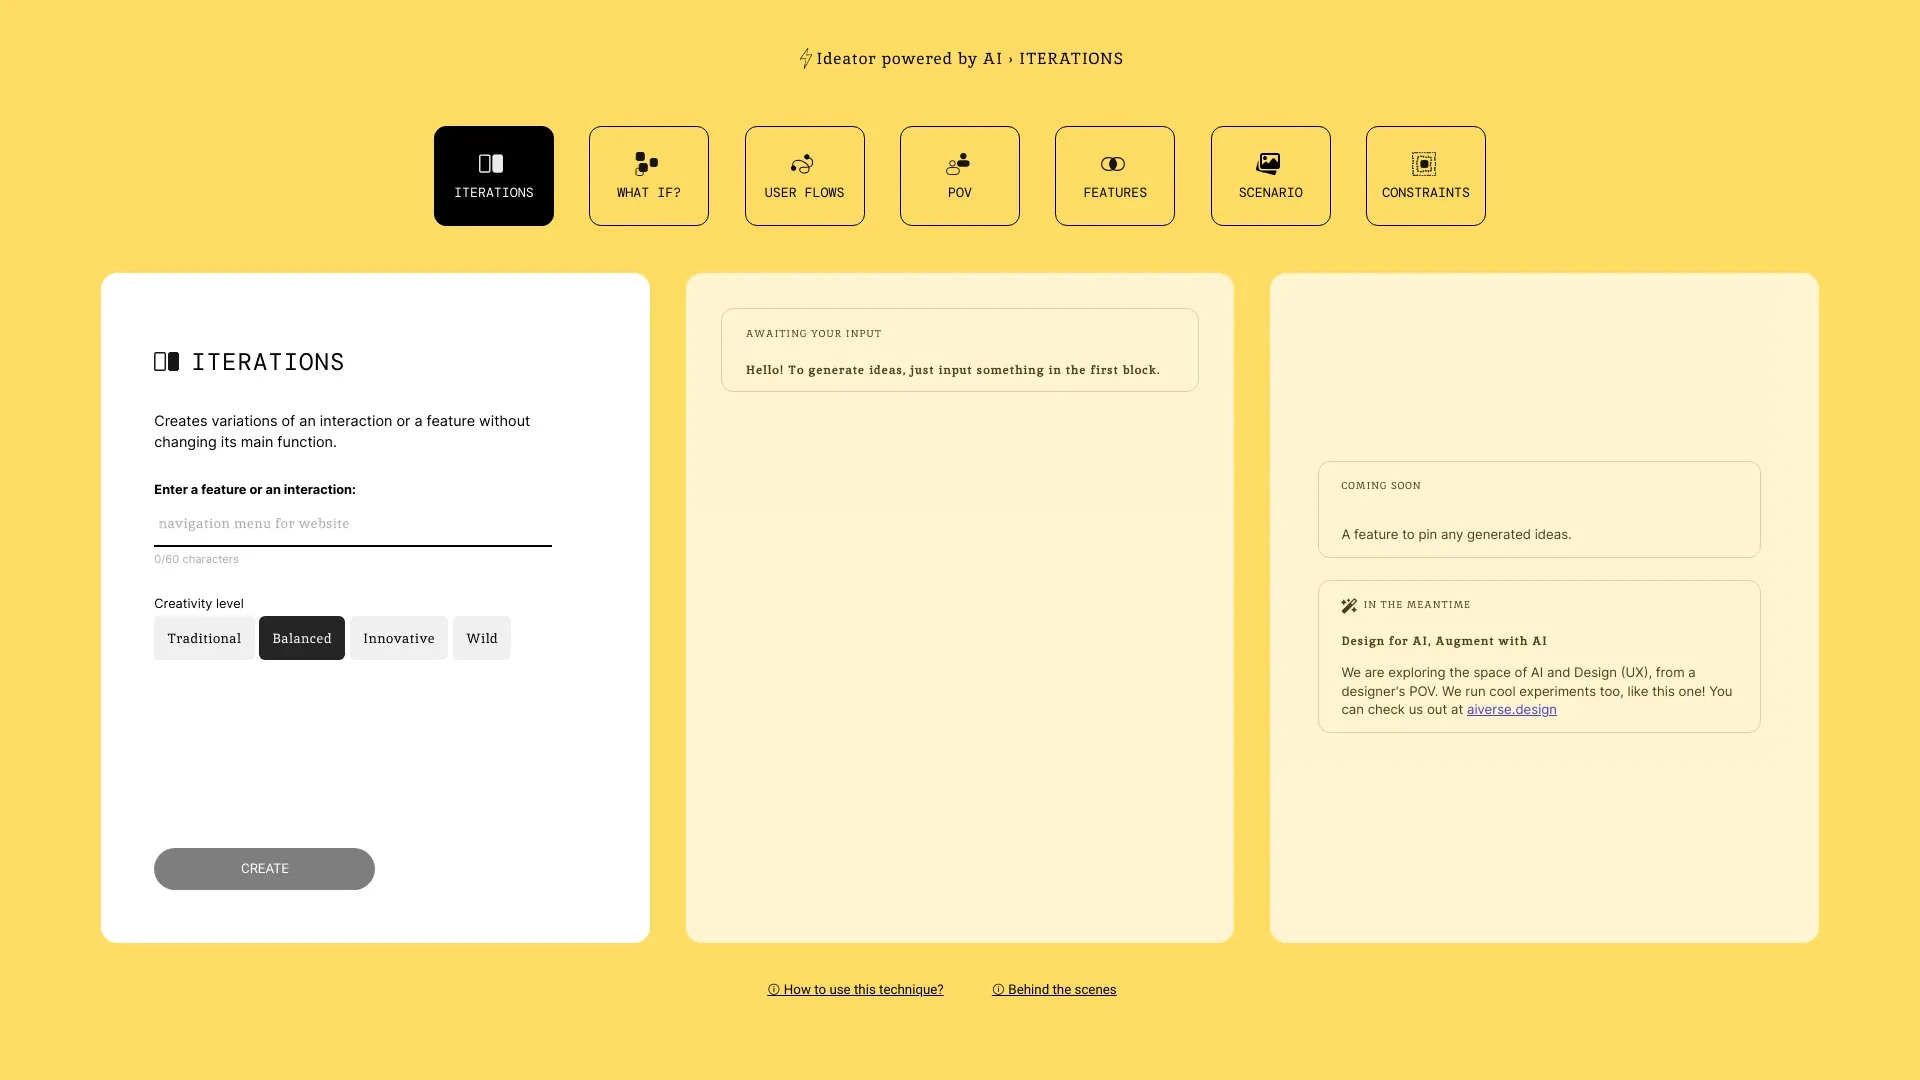 Ideator powered by AI › ITERATIONS
ITERATIONS
WHAT IF?
USER FLOWS
POV
FEATURES
SCENARIO
CONSTRAINTS
ITERATIONS
Creates variations of an interaction or a feature without
changing its main function.
Enter a feature or an interaction:
navigation menu for website
0/60 characters
Creativity level
Traditional
Balanced
Innovative
Wild
CREATE
AWAITING YOUR INPUT
Hello! To generate ideas, just input something in the first block.
COMING SOON
A feature to pin any generated ideas.
IN THE MEANTIME
Design for AI, Augment with AI
We are exploring the space of AI and Design (UX), from a
designer's POV. We run cool experiments too, like this one! You
can check us out at aiverse.design
ⓘ How to use this technique?
ⓘ Behind the scenes